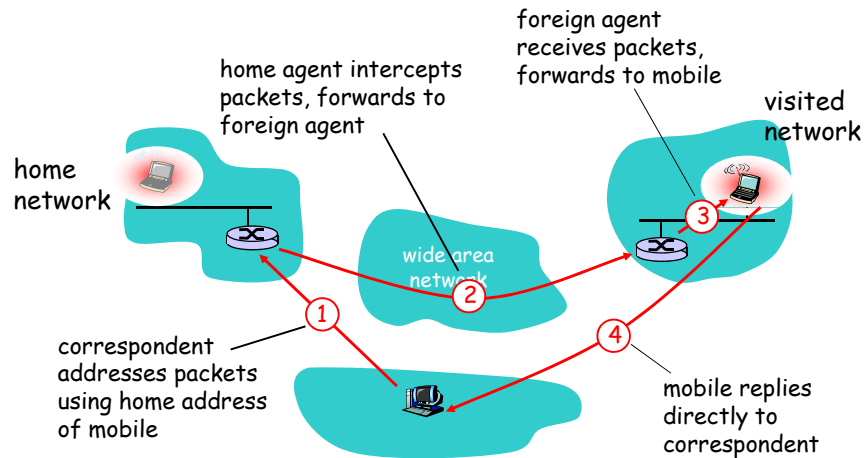 foreign agent
receives packets,
forwards to mobile
home agent intercepts
packets, forwards to
foreign agent
visited
network
home
network
3
wide area
network
2
1
4
correspondent
addresses packets
using home address
of mobile
mobile replies
directly to
correspondent